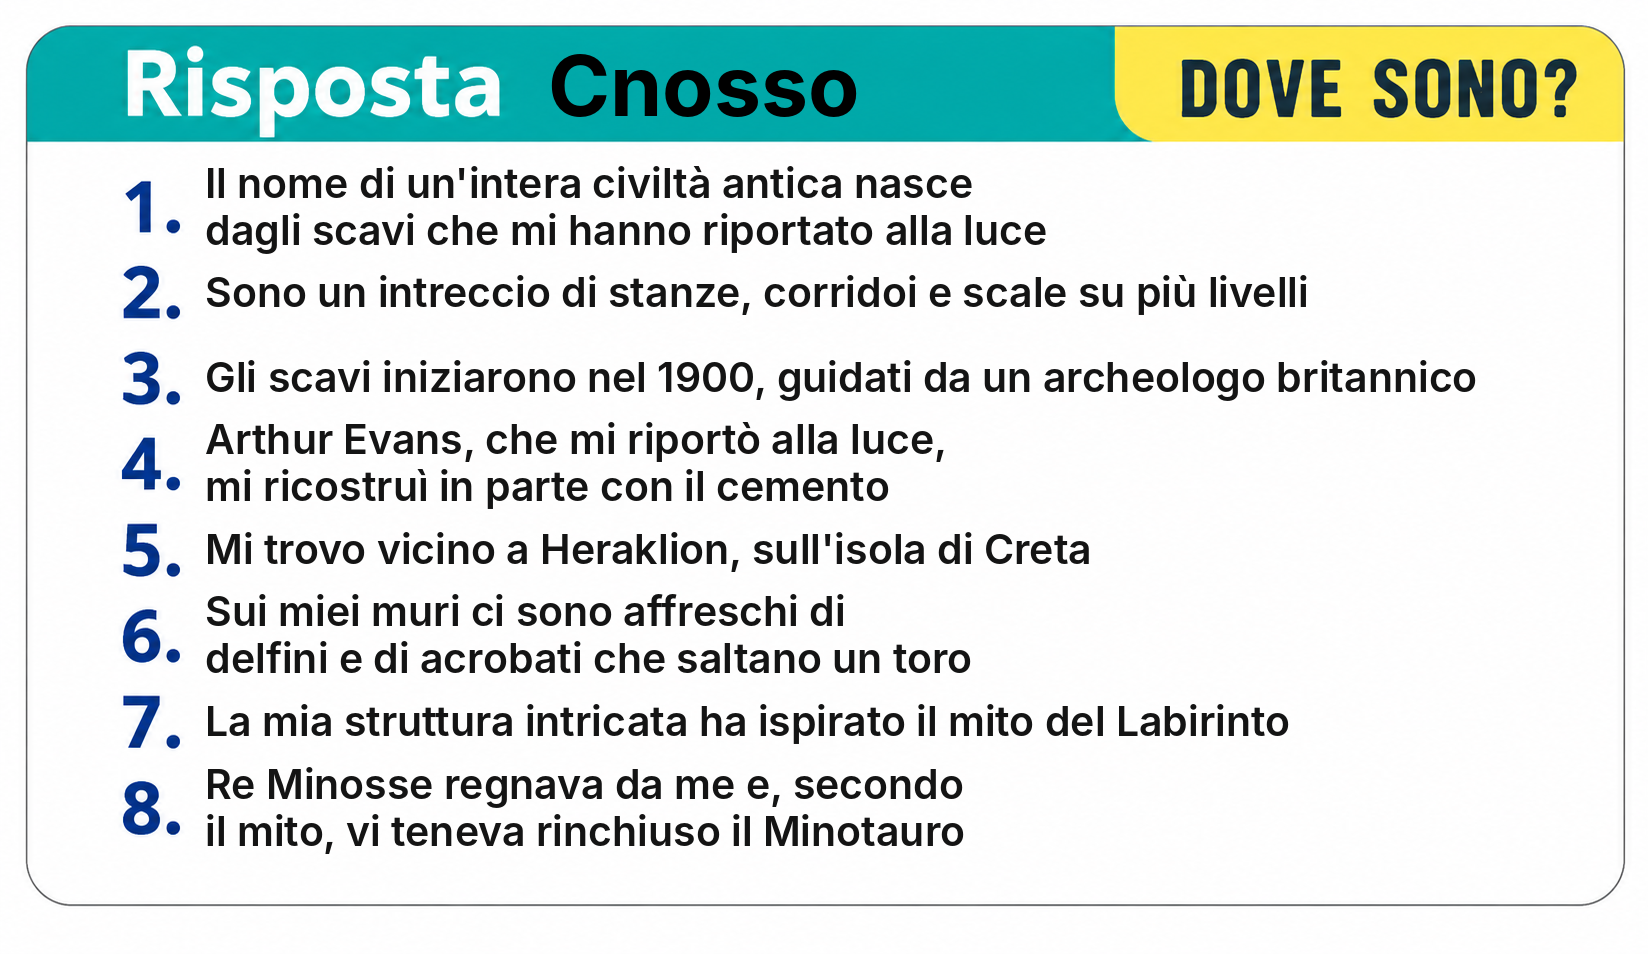 Risposta Cnosso
DOVE SONO?
1. Il nome di un'intera civiltà antica nasce
dagli scavi che mi hanno riportato alla luce
2. Sono un intreccio di stanze, corridoi e scale su più livelli
3. Gli scavi iniziarono nel 1900, guidati da un archeologo britannico
4. Arthur Evans, che mi riportò alla luce,
mi ricostruì in parte con il cemento
5. Mi trovo vicino a Heraklion, sull'isola di Creta
6. Sui miei muri ci sono affreschi di
delfini e di acrobati che saltano un toro
7. La mia struttura intricata ha ispirato il mito del Labirinto
8. Re Minosse regnava da me e, secondo
il mito, vi teneva rinchiuso il Minotauro